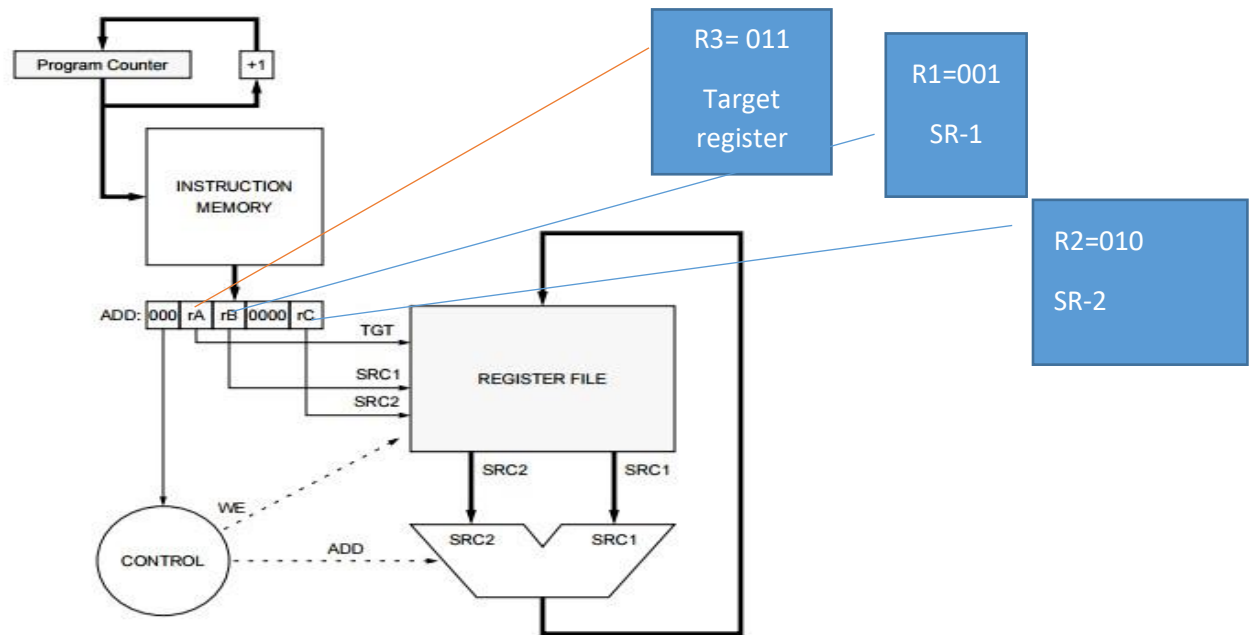 Program Counter
+1
R3= 011
Target
register
R1=001
SR-1
R2=010
SR-2
INSTRUCTION
MEMORY
ADD: 000 rA rB 0000 rC
TGT
SRC1
SRC2
REGISTER FILE
SRC2
SRC1
WE
SRC2
SRC1
CONTROL
ADD